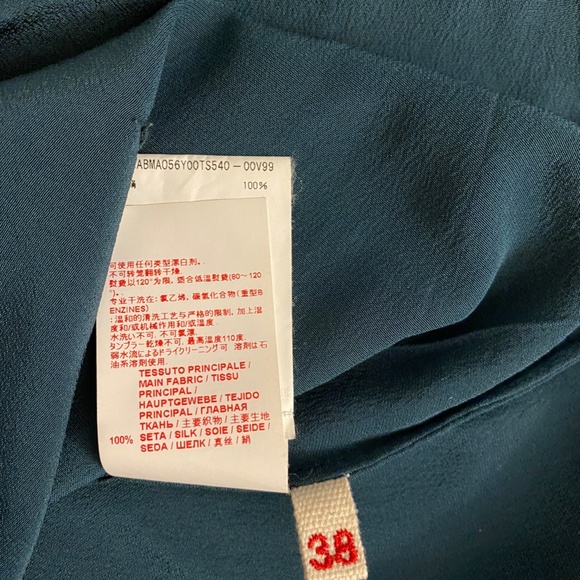 ABMA056Y00TS540-00V99
100%
可使用任何类型漂白剂。
不可转笼翻转干燥.
熨费以120°为限,适合低温熨费(80~120
°)。
专业干洗在:氯乙烯,碳氢化合物(重型B
ENZINES)
:温和的清洗工艺与严格的限制,加上湿
度和/或机械作用和/或温度.
水洗い不可.不可氯漂.
タンブラー乾燥不可.最高温度110度.
弱水流によるドライクリーニング可 溶剤は石
油系溶剤使用.
TESSUTO PRINCIPALE /
MAIN FABRIC / TISSU
PRINCIPAL /
HAUPTGEWEBE / TEJIDO
PRINCIPAL / ГЛАВНАЯ
ТКАНЬ / 主要织物 / 主要生地
100% SETA / SILK / SOIE / SEIDE /
SEDA / ШЕЛК / 真丝 / 絹
38